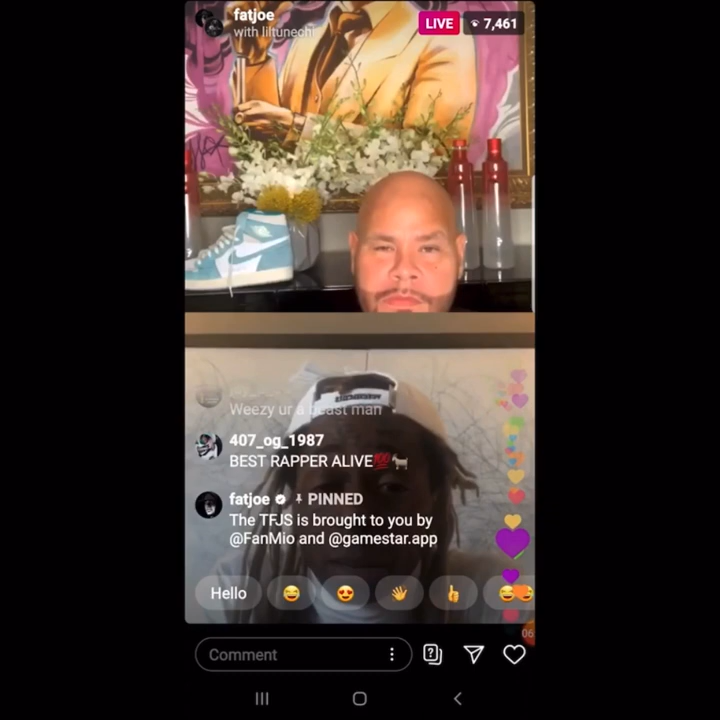 fatjoe
LIVE
7,461
with liltunechi
Weezy ur a beast man
407_og_1987
BEST RAPPER ALIVE💯🐐
fatjoe
PINNED
The TFJS is brought to you by
@FanMio and @gamestar.app
Hello 😂 😍 👋 👍 😂
06
Comment